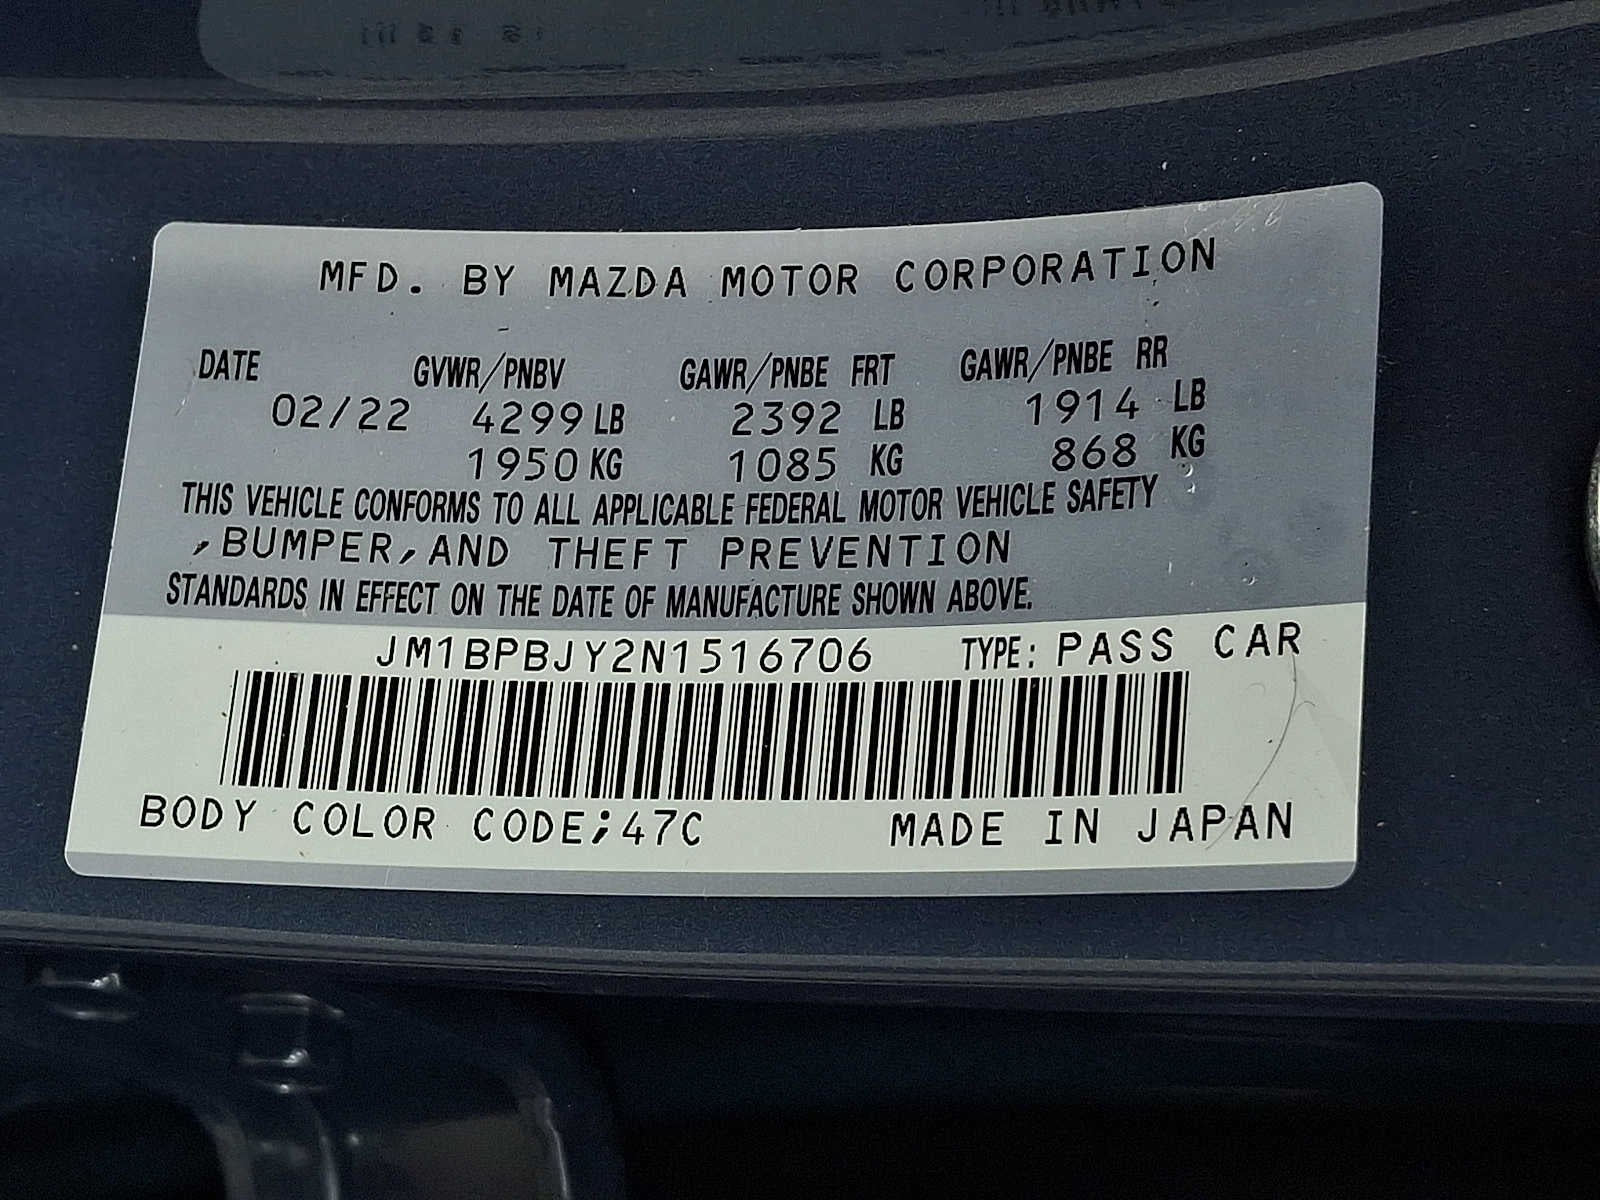 MFD. BY MAZDA MOTOR CORPORATION
DATE GVWR/PNBV GAWR/PNBE FRT GAWR/PNBE RR
02/22 4299 LB 2392 LB 1914 LB
1950 KG 1085 KG 868 KG
THIS VEHICLE CONFORMS TO ALL APPLICABLE FEDERAL MOTOR VEHICLE SAFETY
,BUMPER,AND THEFT PREVENTION
STANDARDS IN EFFECT ON THE DATE OF MANUFACTURE SHOWN ABOVE.
JM1BPBJY2N1516706 TYPE: PASS CAR
BODY COLOR CODE;47C MADE IN JAPAN